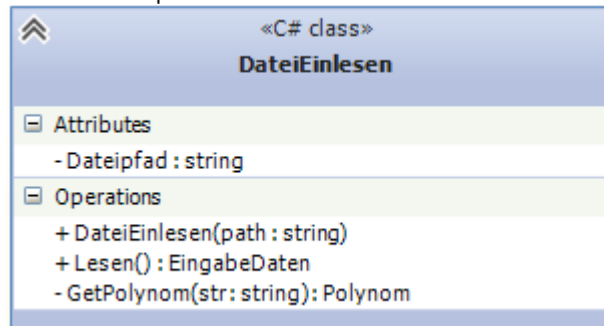 «C# class»
DateiEinlesen
Attributes
- Dateipfad : string
Operations
+ DateiEinlesen(path : string)
+ Lesen() : EingabeDaten
- GetPolynom(str : string) : Polynom